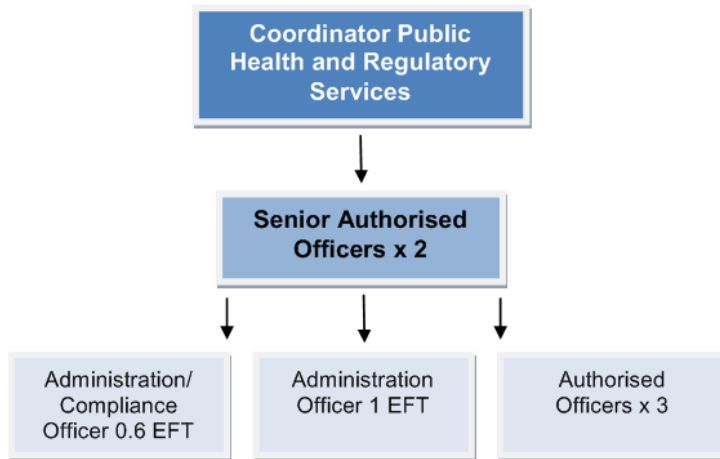 Coordinator Public
Health and Regulatory
Services
Senior Authorised
Officers x 2
Administration/
Compliance
Officer 0.6 EFT
Administration
Officer 1 EFT
Authorised
Officers x 3